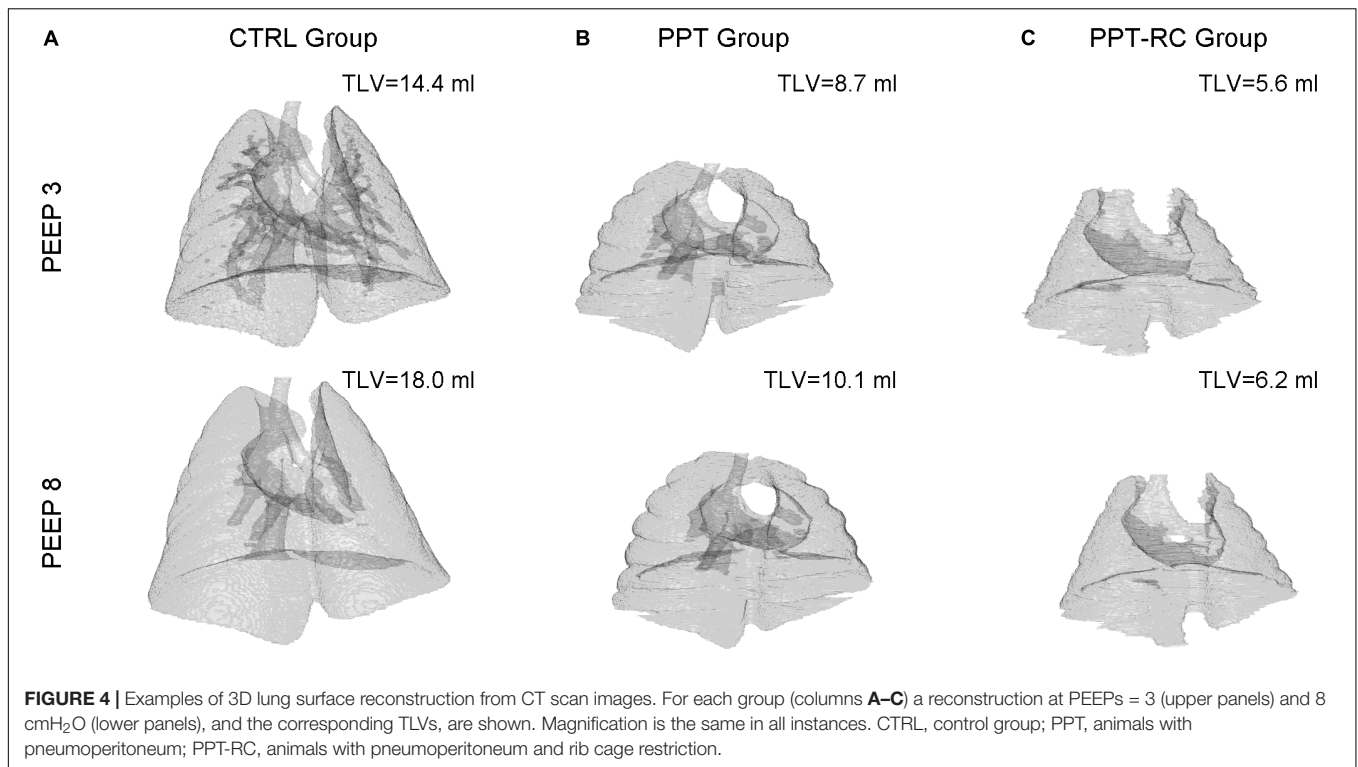 A CTRL Group B PPT Group C PPT-RC Group
TLV=14.4 ml TLV=8.7 ml TLV=5.6 ml
PEEP 3
TLV=18.0 ml TLV=10.1 ml TLV=6.2 ml
PEEP 8
FIGURE 4 | Examples of 3D lung surface reconstruction from CT scan images. For each group (columns A–C) a reconstruction at PEEPs = 3 (upper panels) and 8
cmH2O (lower panels), and the corresponding TLVs, are shown. Magnification is the same in all instances. CTRL, control group; PPT, animals with
pneumoperitoneum; PPT-RC, animals with pneumoperitoneum and rib cage restriction.